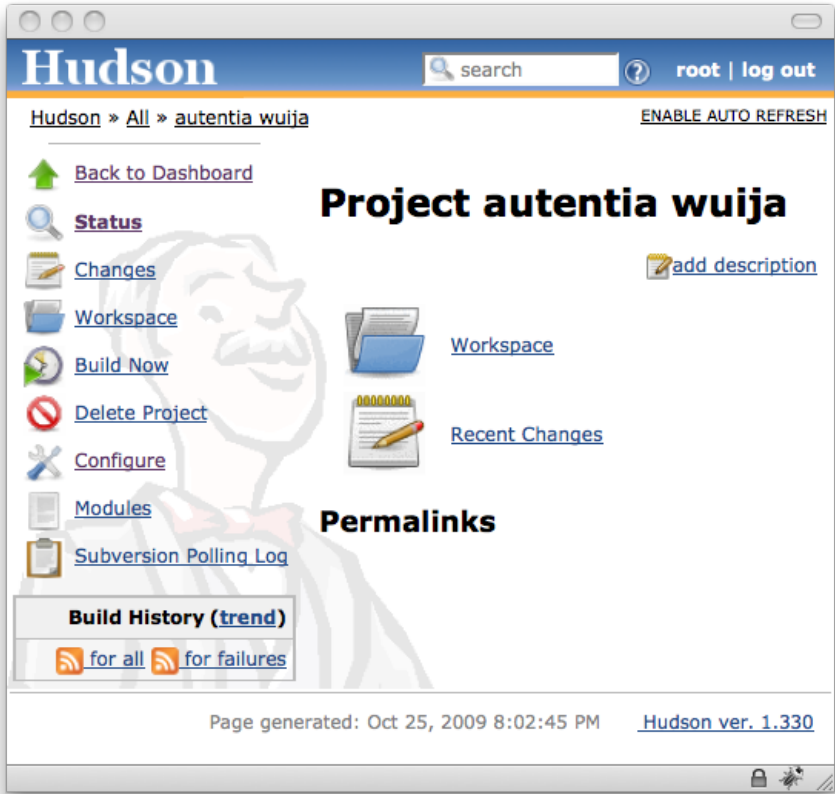 Hudson
search
root | log out
Hudson » All » autentia wuija
ENABLE AUTO REFRESH
Back to Dashboard
Status
Changes
Workspace
Build Now
Delete Project
Configure
Modules
Subversion Polling Log
Build History (trend)
for all for failures
Project autentia wuija
add description
Workspace
Recent Changes
Permalinks
Page generated: Oct 25, 2009 8:02:45 PM Hudson ver. 1.330